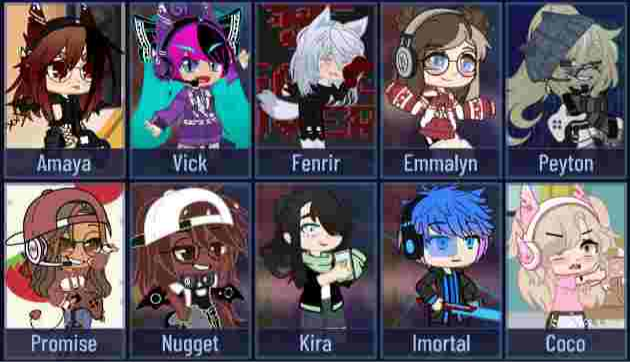 Amaya
Vick
Fenrir
Emmalyn
Peyton
Promise
Nugget
Kira
Imortal
Coco